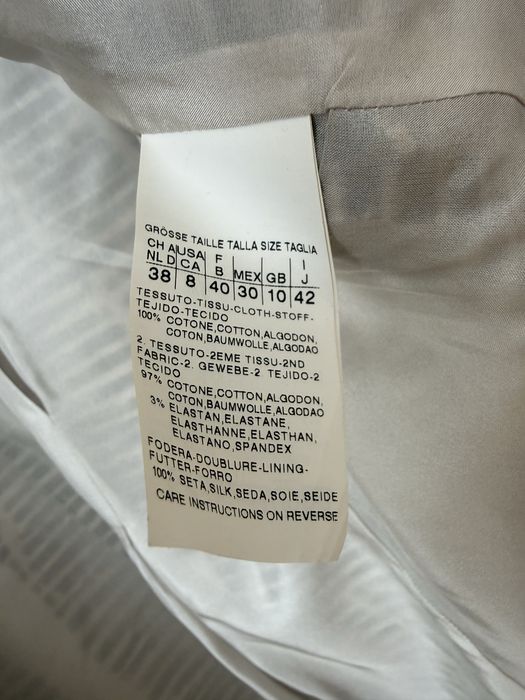 GRÖSSE TAILLE TALLA SIZE TAGLIA
CH A USA F I
NL D CA B MEX GB J
38 8 40 30 10 42
TESSUTO-TISSU-CLOTH-STOFF-
TEJIDO-TECIDO
100% COTONE,COTTON,ALGODON,
COTON,BAUMWOLLE,ALGODAO
2. TESSUTO-2EME TISSU-2ND
FABRIC-2. GEWEBE-2 TEJIDO-2
TECIDO
97% COTONE,COTTON,ALGODON,
COTON,BAUMWOLLE,ALGODAO
3% ELASTAN,ELASTANE,
ELASTHANNE,ELASTHAN,
ELASTANO,SPANDEX
FODERA-DOUBLURE-LINING-
FUTTER-FORRO
100% SETA,SILK,SEDA,SOIE,SEIDE
CARE INSTRUCTIONS ON REVERSE